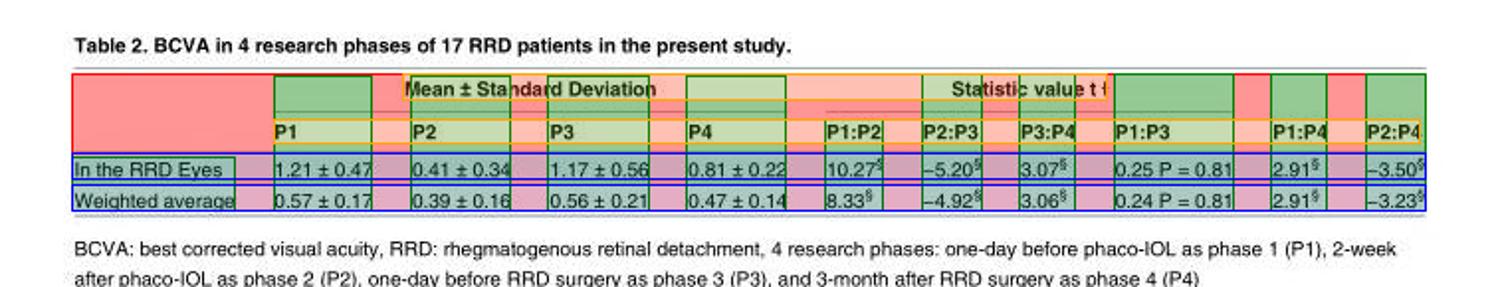 Table 2. BCVA in 4 research phases of 17 RRD patients in the present study.
Mean ± Standard Deviation Statistic value t
P1 P2 P3 P4 P1:P2 P2:P3 P3:P4 P1:P3 P1:P4 P2:P4
In the RRD Eyes 1.21 ± 0.47 0.41 ± 0.34 1.17 ± 0.56 0.81 ± 0.22 10.27§ −5.20§ 3.07§ 0.25 P = 0.81 2.91§ −3.50§
Weighted average 0.57 ± 0.17 0.39 ± 0.16 0.56 ± 0.21 0.47 ± 0.14 8.33§ −4.92§ 3.06§ 0.24 P = 0.81 2.91§ −3.23§
BCVA: best corrected visual acuity, RRD: rhegmatogenous retinal detachment, 4 research phases: one-day before phaco-IOL as phase 1 (P1), 2-week
after phaco-IOL as phase 2 (P2), one-day before RRD surgery as phase 3 (P3), and 3-month after RRD surgery as phase 4 (P4)